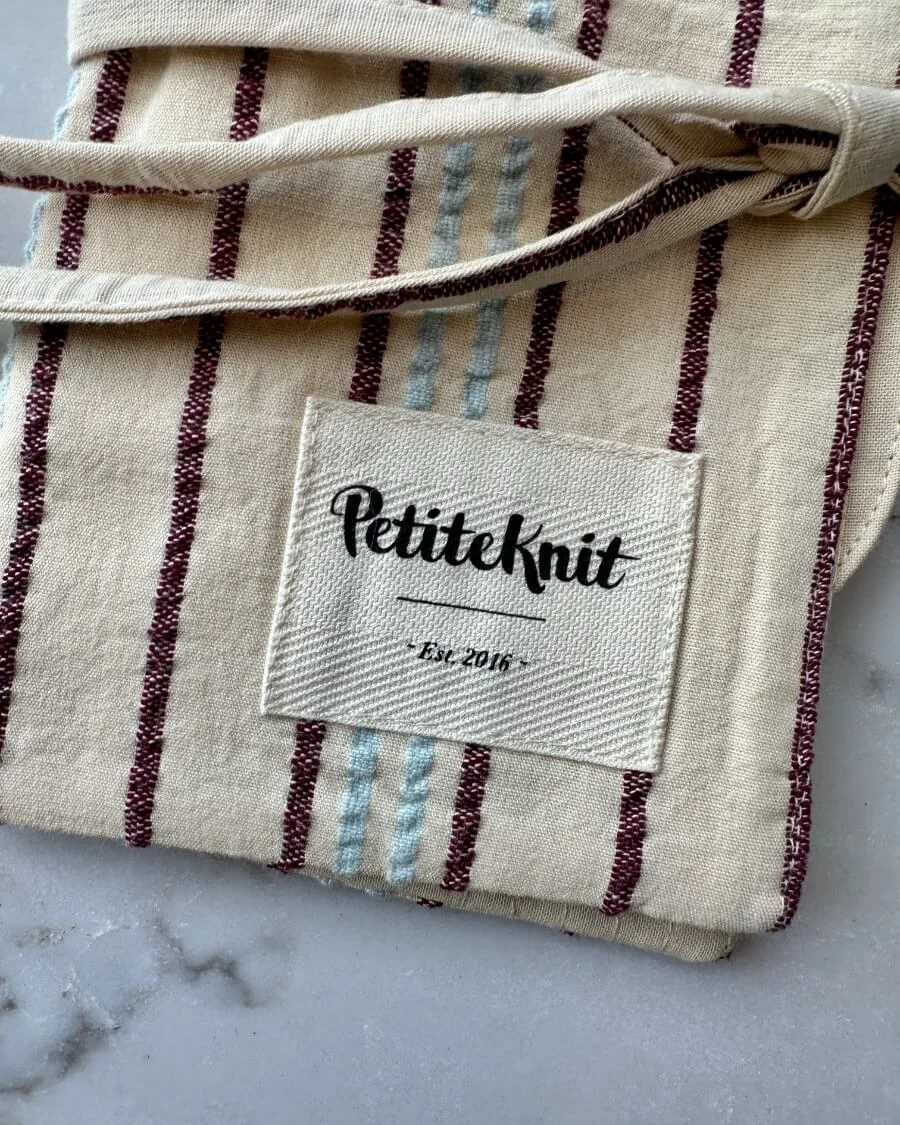 PetiteKnit
- Est. 2016 -